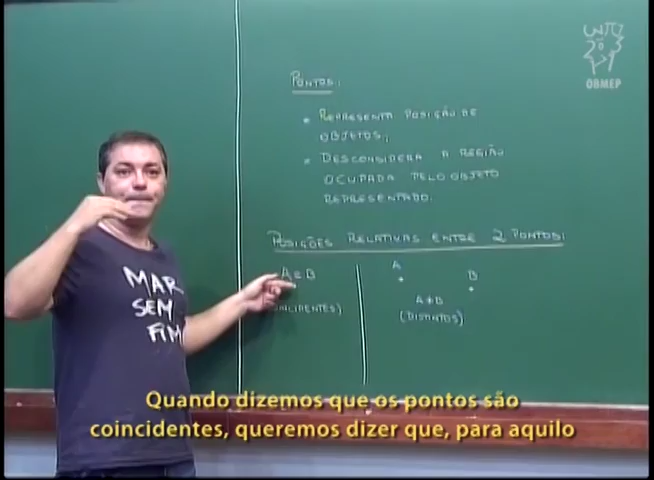 OBMEP
PONTOS:
• REPRESENTA POSIÇÃO DE
OBJETOS;
• DESCONSIDERA A REGIÃO
OCUPADA PELO OBJETO
REPRESENTADO.
POSIÇÕES RELATIVAS ENTRE 2 PONTOS:
A≡B
A
B
A≢B
(DISTINTOS)
MAR
SEM
FIM
Quando dizemos que os pontos são
coincidentes, queremos dizer que, para aquilo